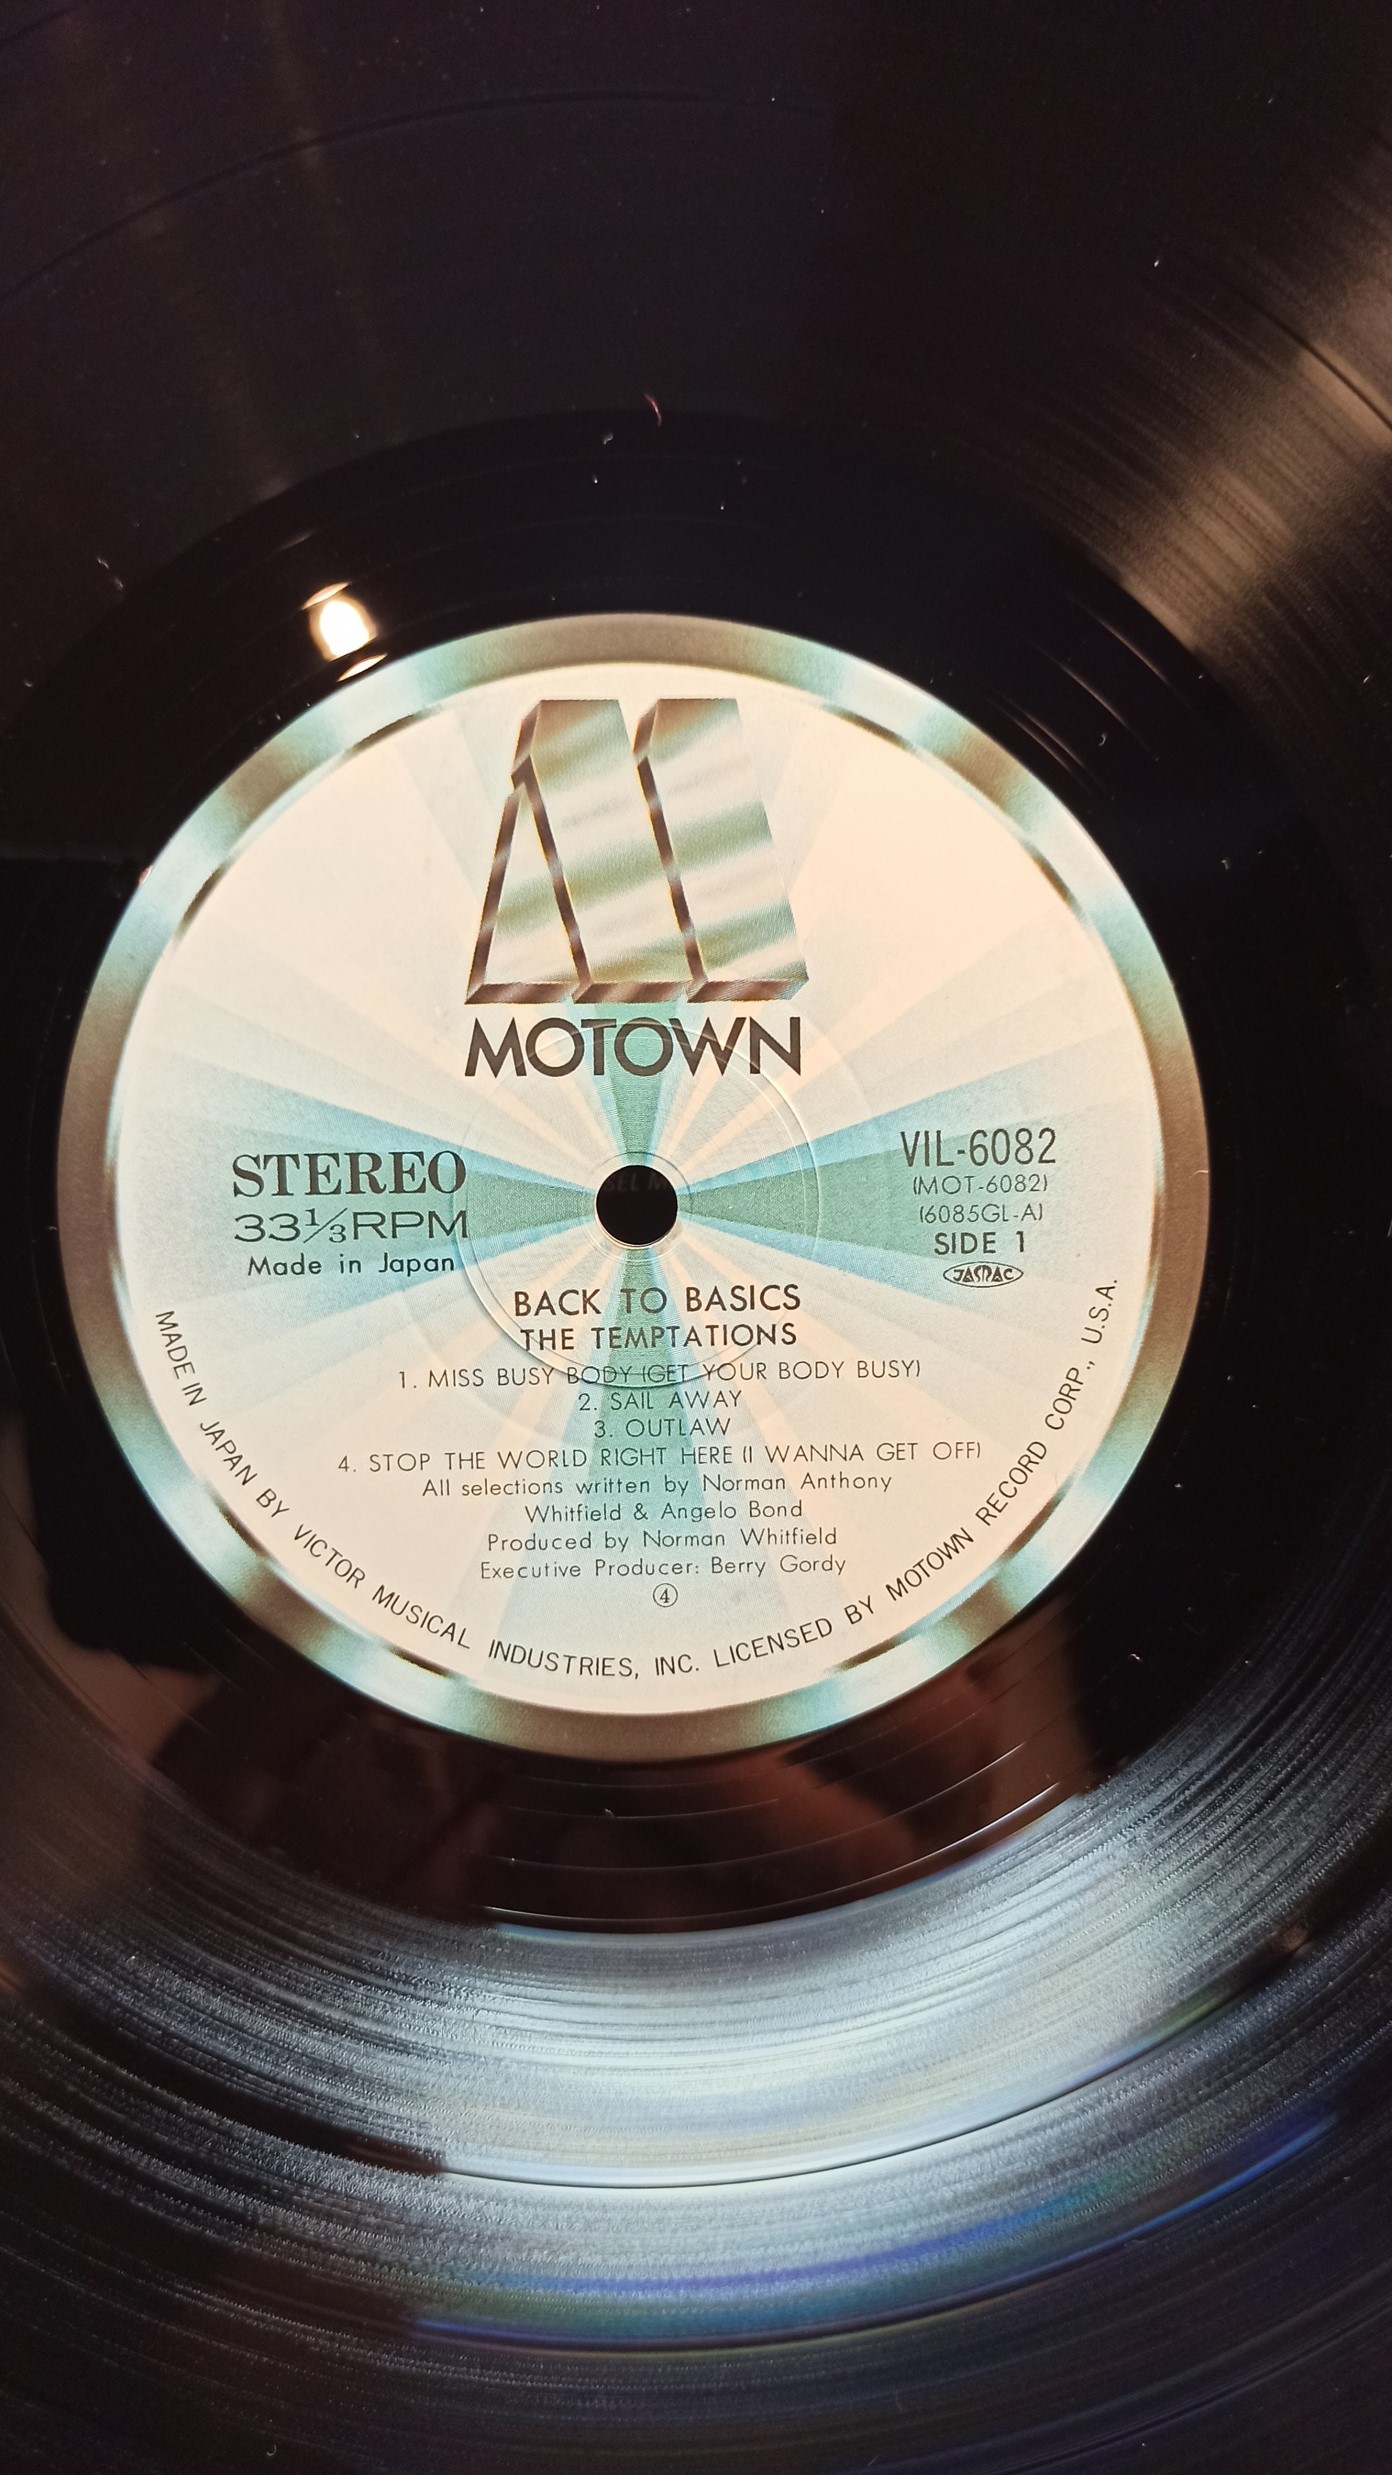 MOTOWN
STEREO
33⅓RPM
Made in Japan
VIL-6082
(MOT-6082)
(6085GL-A)
SIDE 1
JASRAC
BACK TO BASICS
THE TEMPTATIONS
1. MISS BUSY BODY (GET YOUR BODY BUSY)
2. SAIL AWAY
3. OUTLAW
4. STOP THE WORLD RIGHT HERE (I WANNA GET OFF)
All selections written by Norman Anthony
Whitfield & Angelo Bond
Produced by Norman Whitfield
Executive Producer: Berry Gordy
④
MADE IN JAPAN BY VICTOR MUSICAL INDUSTRIES, INC. LICENSED BY MOTOWN RECORD CORP., U.S.A.